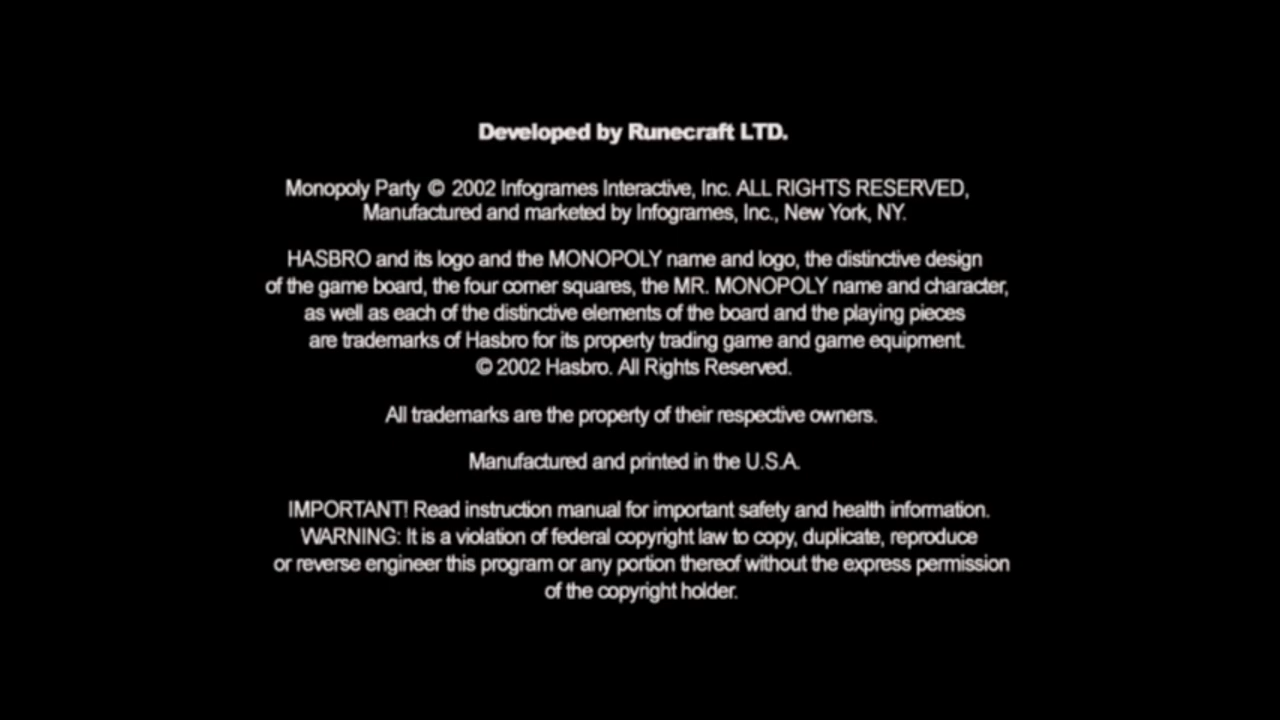 Developed by Runecraft LTD.
Monopoly Party © 2002 Infogrames Interactive, Inc. ALL RIGHTS RESERVED,
Manufactured and marketed by Infogrames, Inc., New York, NY.
HASBRO and its logo and the MONOPOLY name and logo, the distinctive design
of the game board, the four corner squares, the MR. MONOPOLY name and character,
as well as each of the distinctive elements of the board and the playing pieces
are trademarks of Hasbro for its property trading game and game equipment.
© 2002 Hasbro. All Rights Reserved.
All trademarks are the property of their respective owners.
Manufactured and printed in the U.S.A.
IMPORTANT! Read instruction manual for important safety and health information.
WARNING: It is a violation of federal copyright law to copy, duplicate, reproduce
or reverse engineer this program or any portion thereof without the express permission
of the copyright holder.